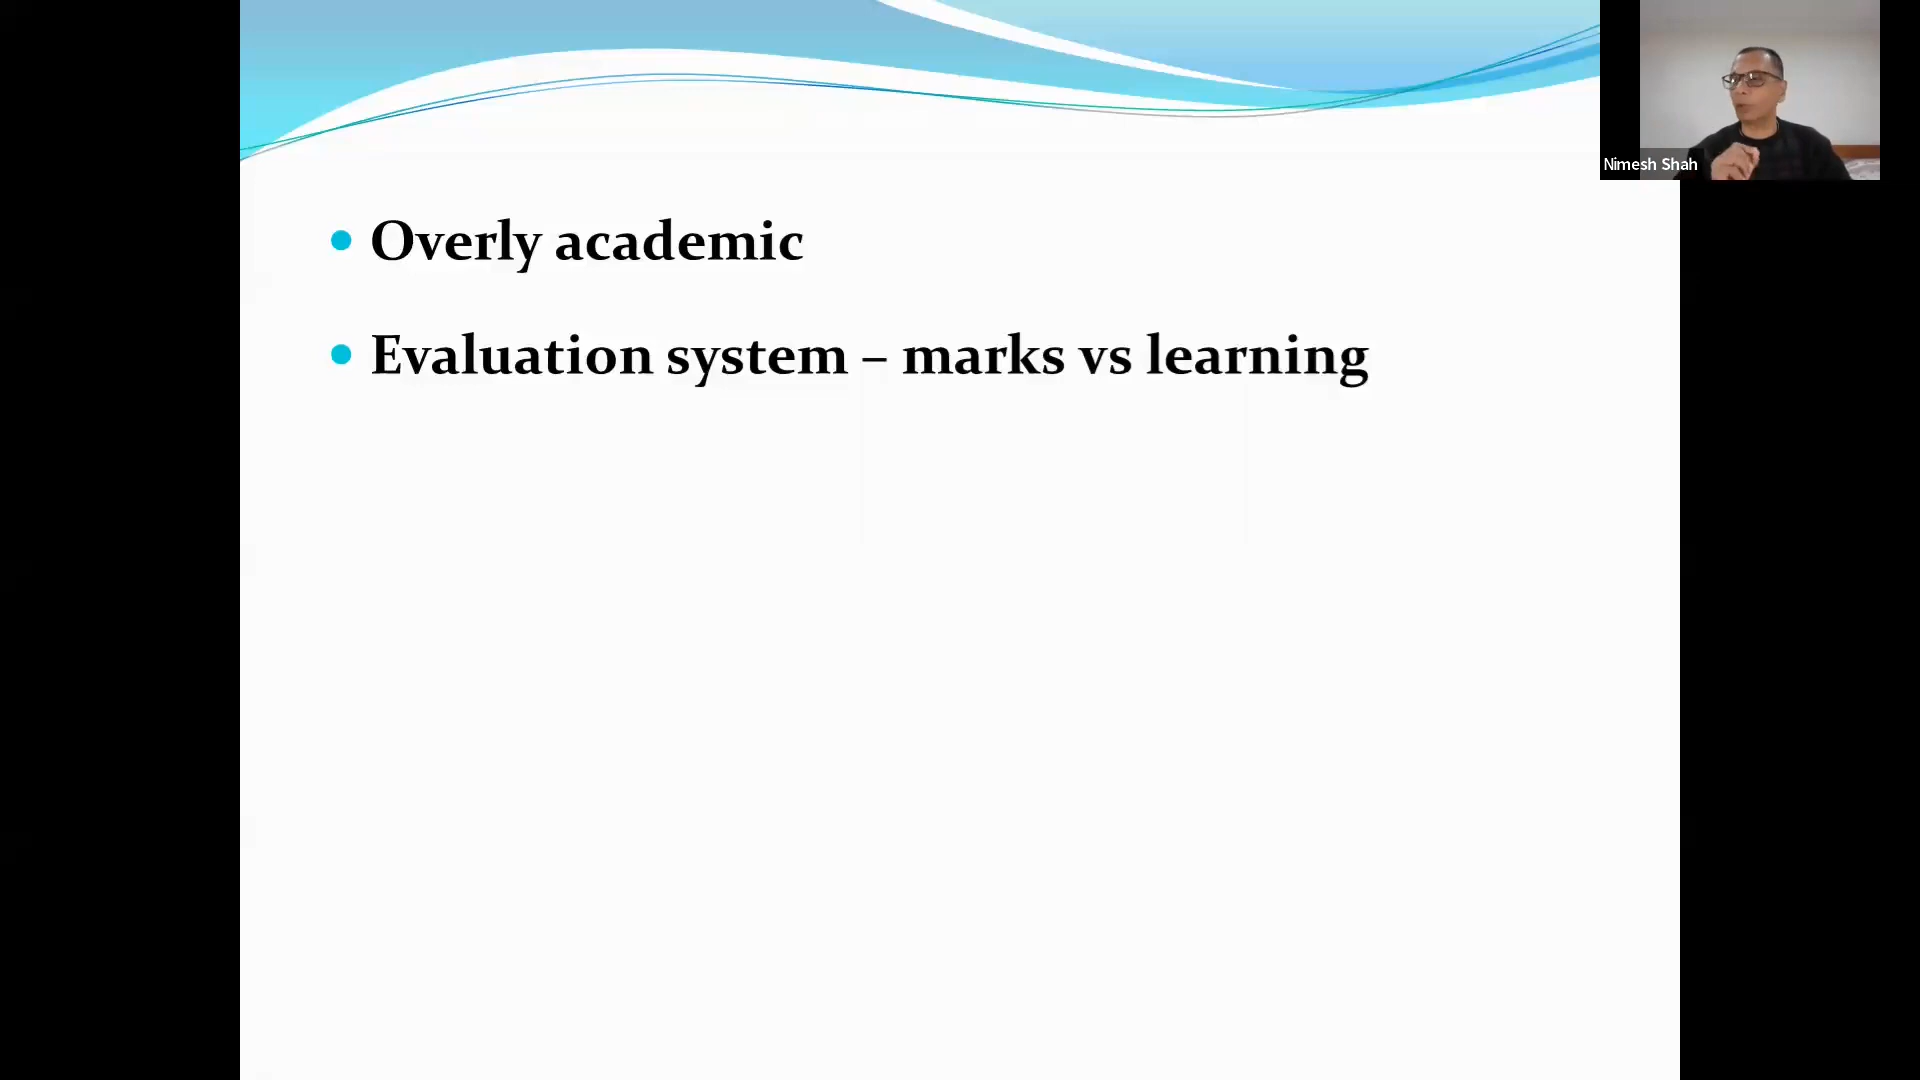 Nimesh Shah
Overly academic
Evaluation system – marks vs learning